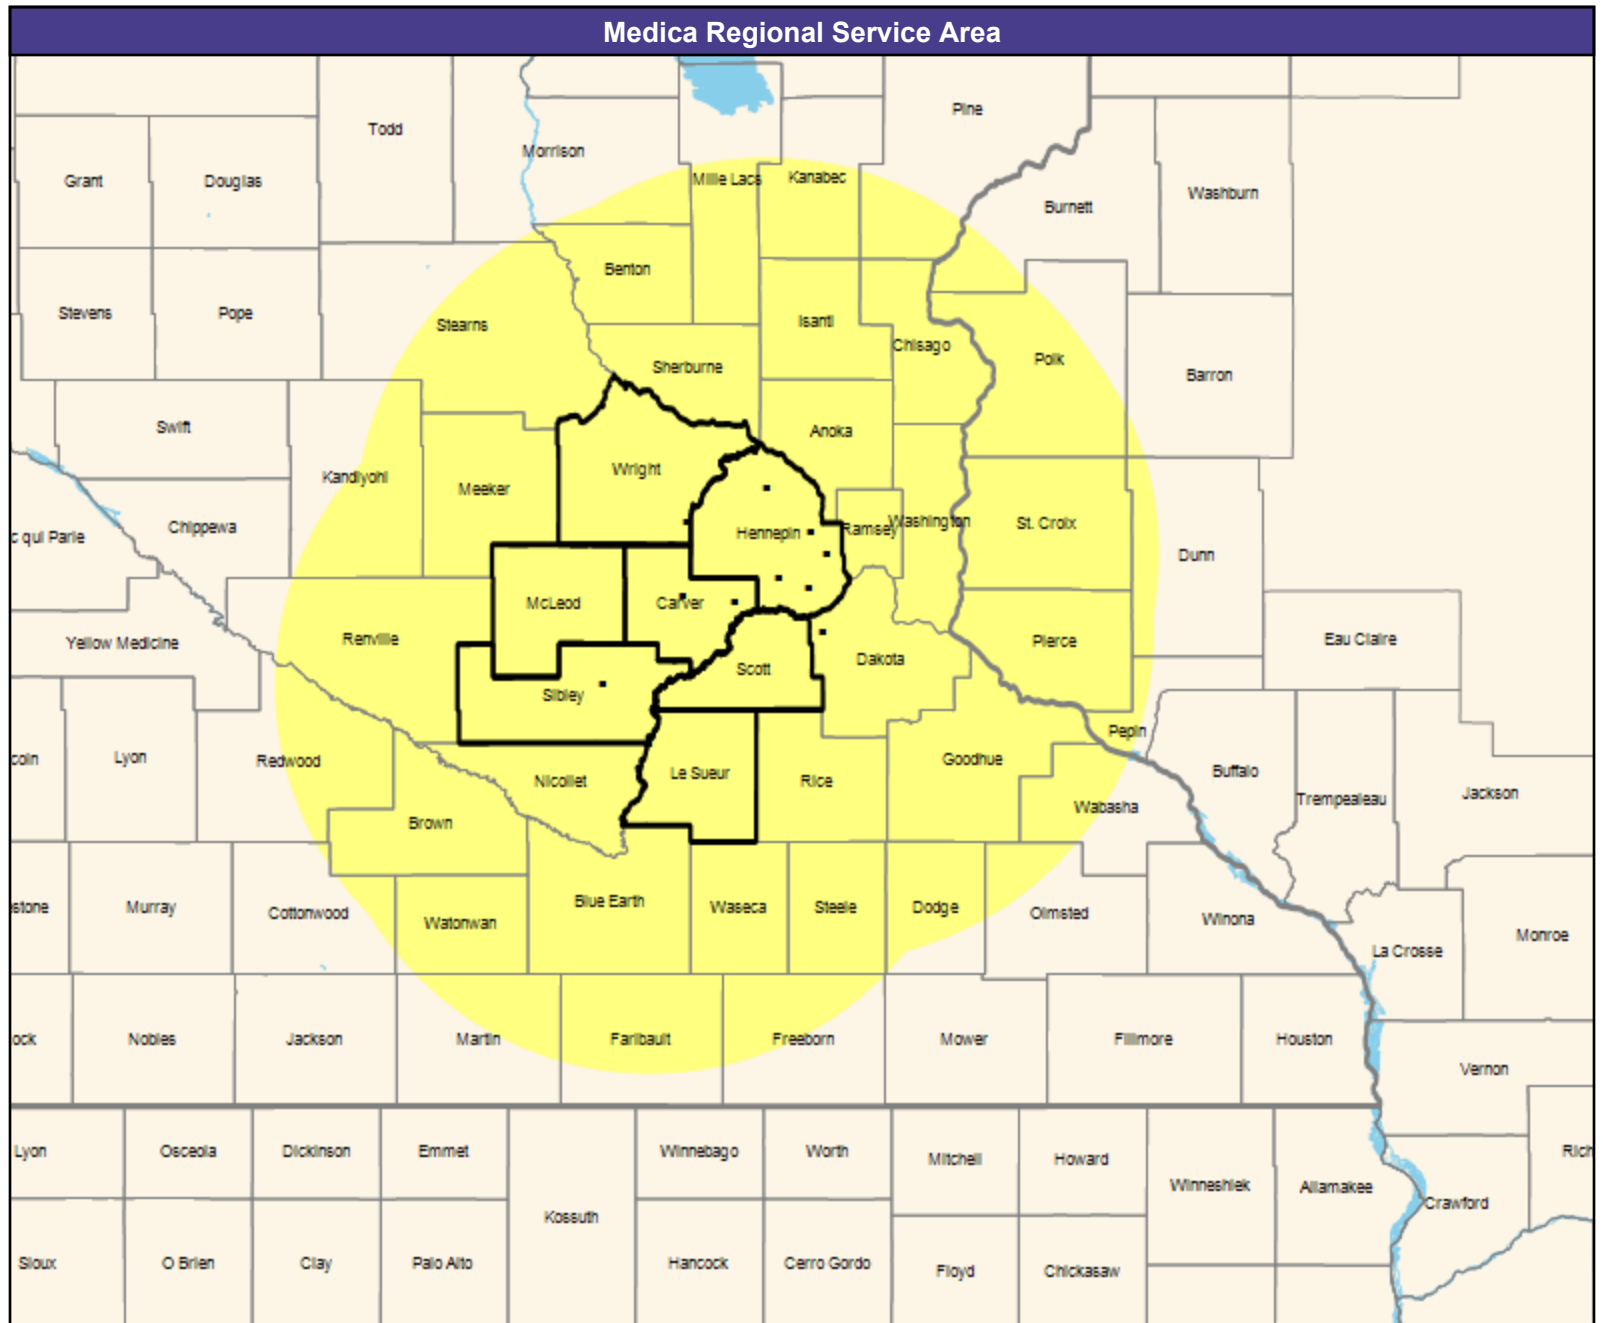 Medica Regional Service Area
Pine
Todd
Morrison
Grant
Douglas
Mille Lacs
Kanabec
Burnett
Washburn
Benton
Stevens
Pope
Stearns
Isanti
Chisago
Polk
Barron
Sherburne
Swift
Anoka
Kandiyohi
Wright
Meeker
Chippewa
Hennepin
Ramsey
Washington
St. Croix
c qui Parle
Dunn
McLeod
Carver
Yellow Medicine
Renville
Pierce
Eau Claire
Scott
Dakota
Sibley
Pepin
coln
Lyon
Redwood
Nicollet
Le Sueur
Rice
Goodhue
Buffalo
Trempealeau
Jackson
Wabasha
Brown
stone
Murray
Cottonwood
Watonwan
Blue Earth
Waseca
Steele
Dodge
Olmsted
Winona
La Crosse
Monroe
ock
Nobles
Jackson
Martin
Faribault
Freeborn
Mower
Fillmore
Houston
Vernon
Lyon
Osceola
Dickinson
Emmet
Winnebago
Worth
Mitchell
Howard
Rich
Winneshiek
Allamakee
Crawford
Kossuth
Sioux
O Brien
Clay
Palo Alto
Hancock
Cerro Gordo
Floyd
Chickasaw